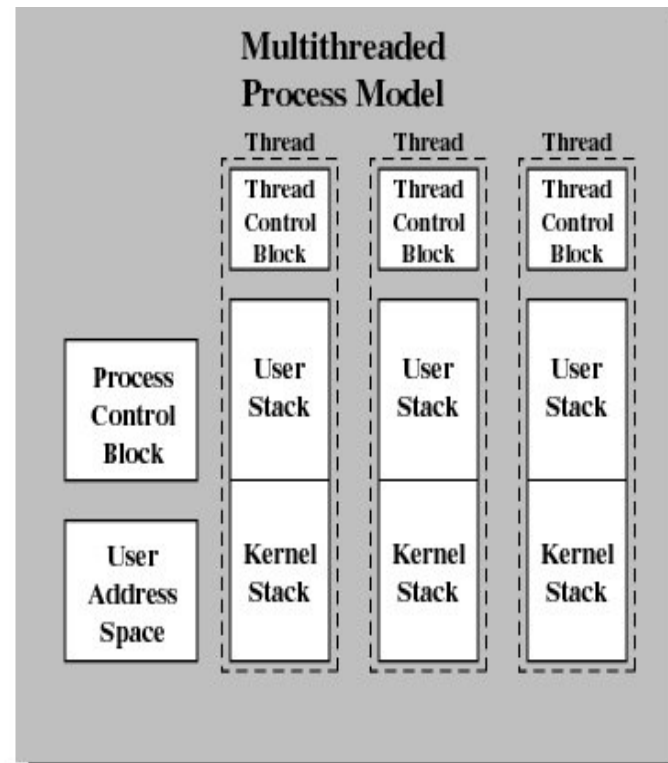 Multithreaded
Process Model
Thread
Thread
Thread
Thread
Control
Block
Thread
Control
Block
Thread
Control
Block
Process
Control
Block
User
Address
Space
User
Stack
User
Stack
User
Stack
Kernel
Stack
Kernel
Stack
Kernel
Stack